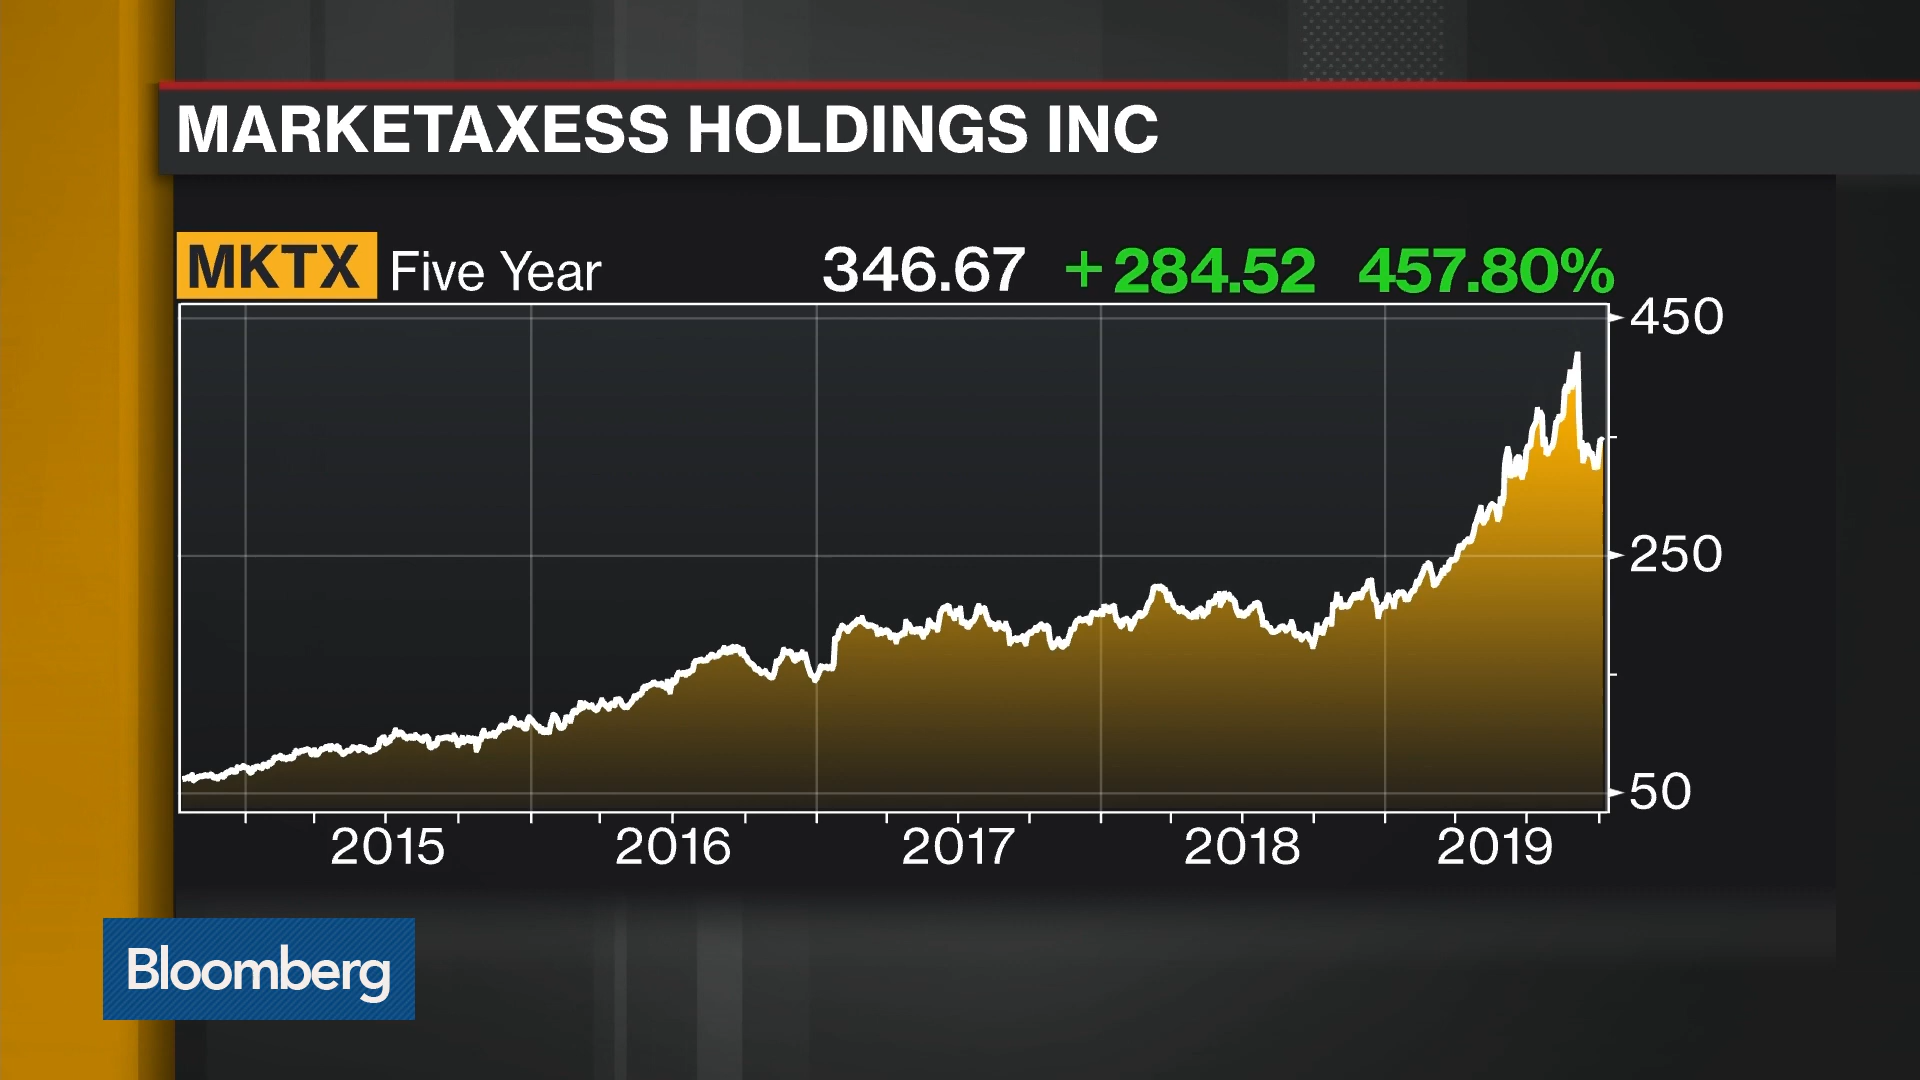 MARKETAXESS HOLDINGS INC
MKTX Five Year 346.67 +284.52 457.80%
450
250
50
2015 2016 2017 2018 2019
Bloomberg